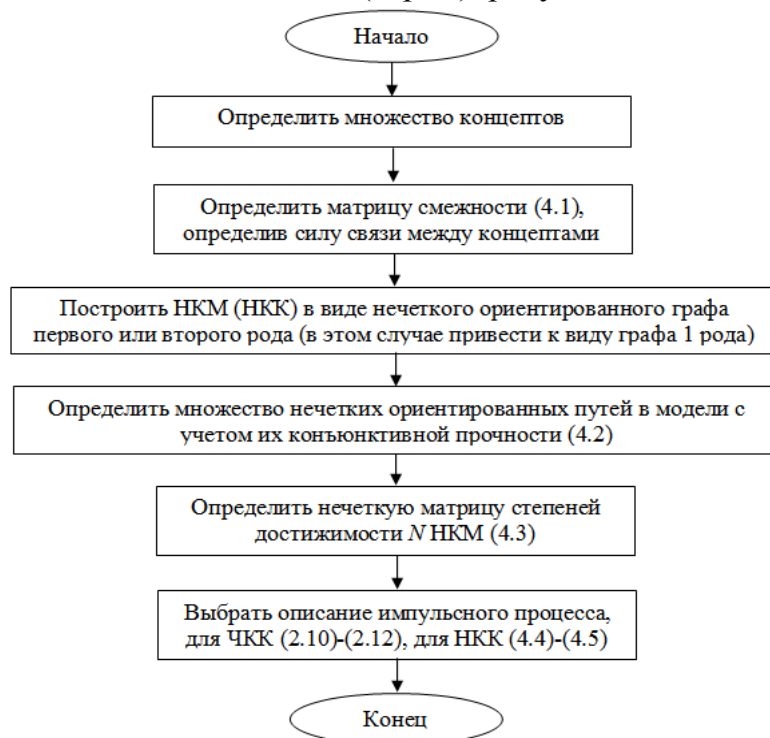 Начало
Определить множество концептов
Определить матрицу смежности (4.1),
определив силу связи между концептами
Построить НКМ (НКК) в виде нечеткого ориентированного графа
первого или второго рода (в этом случае привести к виду графа 1 рода)
Определить множество нечетких ориентированных путей в модели с
учетом их конъюнктивной прочности (4.2)
Определить нечеткую матрицу степеней
достижимости N НКМ (4.3)
Выбрать описание импульсного процесса,
для ЧКК (2.10)-(2.12), для НКК (4.4)-(4.5)
Конец